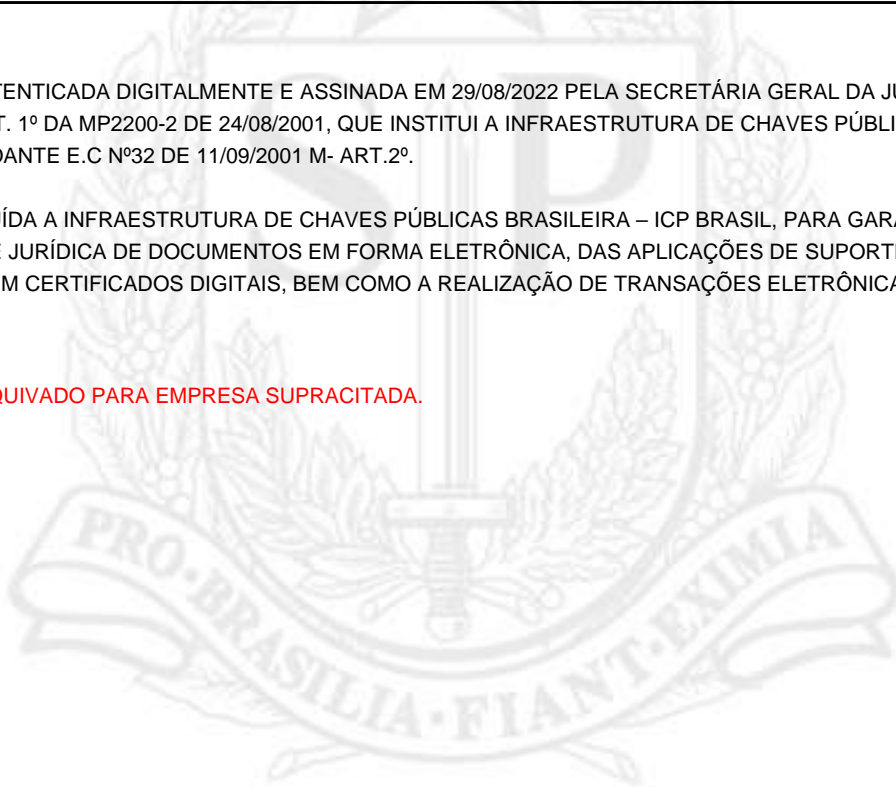 TENTICADA DIGITALMENTE E ASSINADA EM 29/08/2022 PELA SECRETÁRIA GERAL DA JU
T. 1º DA MP2200-2 DE 24/08/2001, QUE INSTITUI A INFRAESTRUTURA DE CHAVES PÚBLI
DANTE E.C Nº32 DE 11/09/2001 M- ART.2º.
ÍDA A INFRAESTRUTURA DE CHAVES PÚBLICAS BRASILEIRA – ICP BRASIL, PARA GARA
E JURÍDICA DE DOCUMENTOS EM FORMA ELETRÔNICA, DAS APLICAÇÕES DE SUPORTE
M CERTIFICADOS DIGITAIS, BEM COMO A REALIZAÇÃO DE TRANSAÇÕES ELETRÔNICA
QUIVADO PARA EMPRESA SUPRACITADA.
SP
PRO·BRASILIA·FIANT·EXIMIA